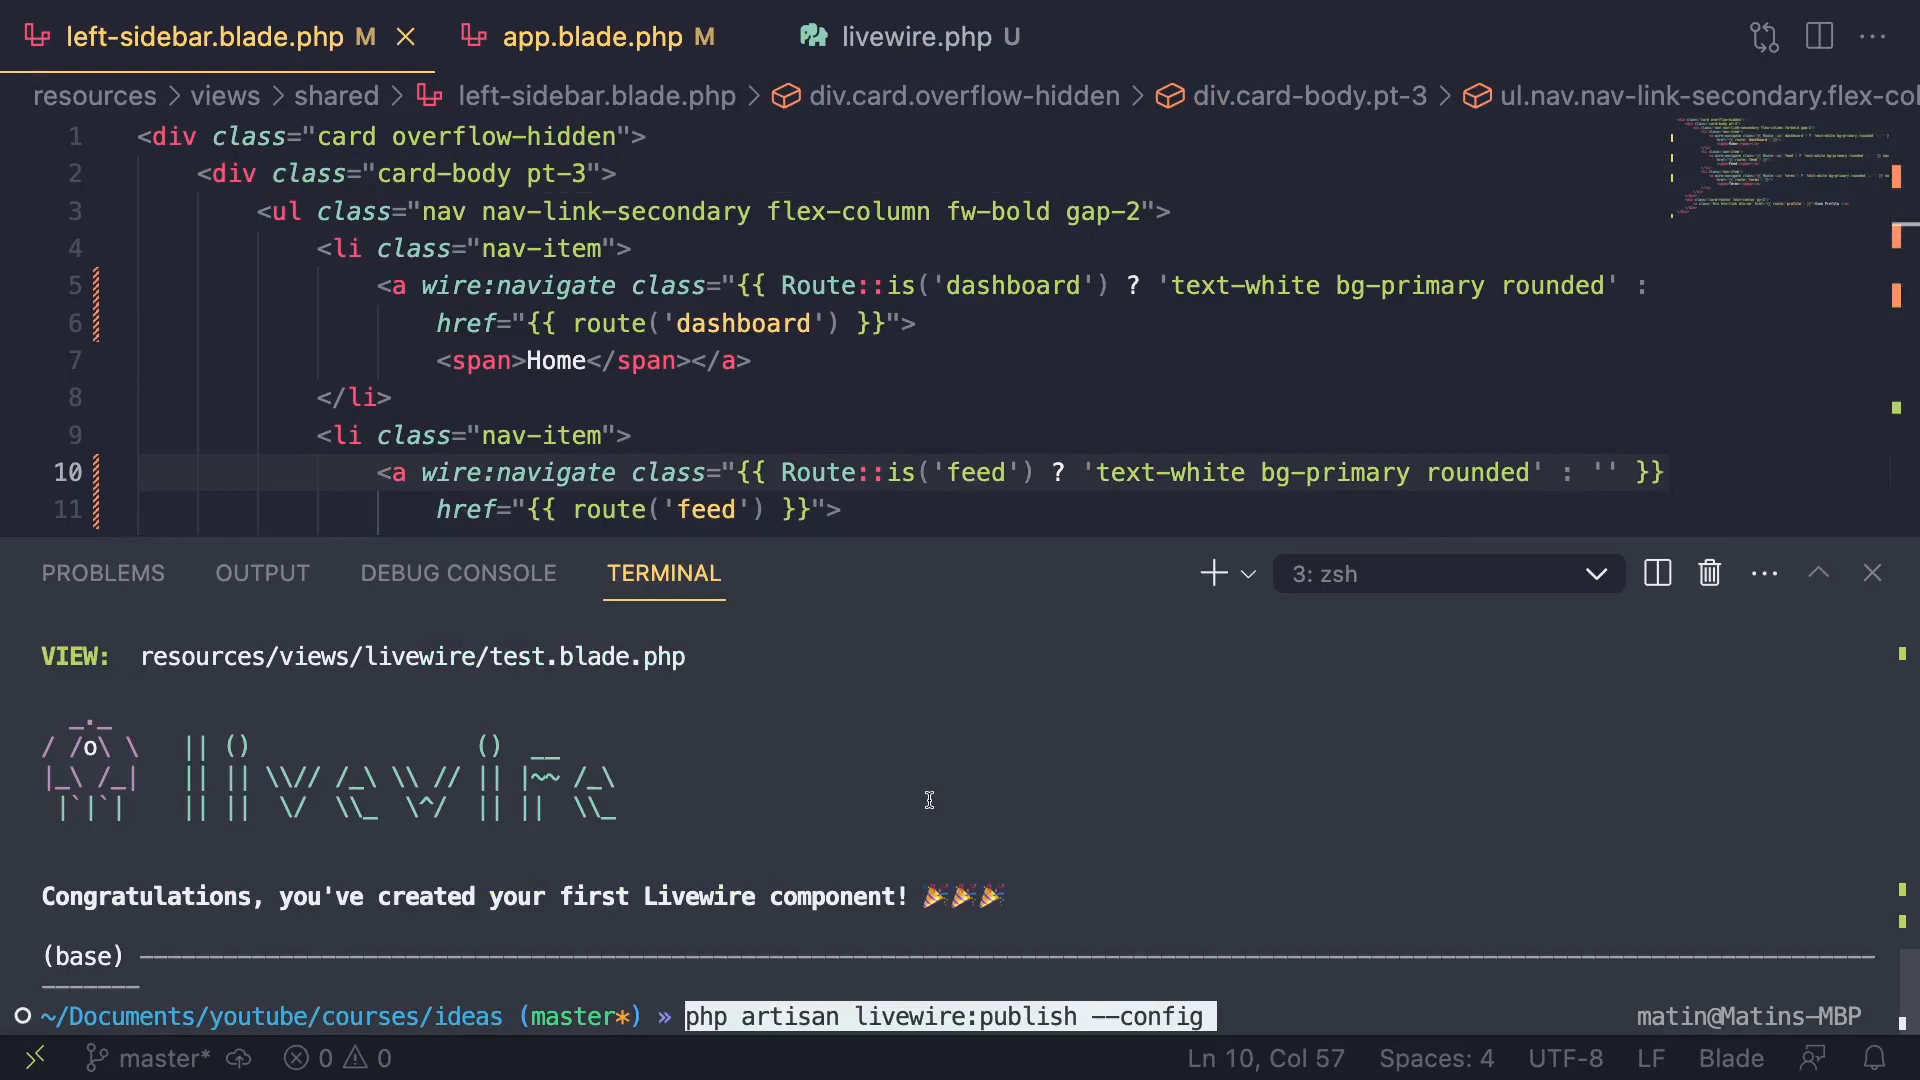 left-sidebar.blade.php M
app.blade.php M
livewire.php U
resources > views > shared > left-sidebar.blade.php > div.card.overflow-hidden > div.card-body.pt-3 > ul.nav.nav-link-secondary.flex-col
1 <div class="card overflow-hidden">
2 <div class="card-body pt-3">
3 <ul class="nav nav-link-secondary flex-column fw-bold gap-2">
4 <li class="nav-item">
5 <a wire:navigate class="{{ Route::is('dashboard') ? 'text-white bg-primary rounded' :
6 href="{{ route('dashboard') }}">
7 <span>Home</span></a>
8 </li>
9 <li class="nav-item">
10 <a wire:navigate class="{{ Route::is('feed') ? 'text-white bg-primary rounded' : '' }}
11 href="{{ route('feed') }}">
PROBLEMS OUTPUT DEBUG CONSOLE TERMINAL
3: zsh
VIEW: resources/views/livewire/test.blade.php
Congratulations, you've created your first Livewire component! 🎉🎉🎉
(base)
~/Documents/youtube/courses/ideas (master*) » php artisan livewire:publish --config
matin@Matins-MBP
master* 0 0
Ln 10, Col 57 Spaces: 4 UTF-8 LF Blade